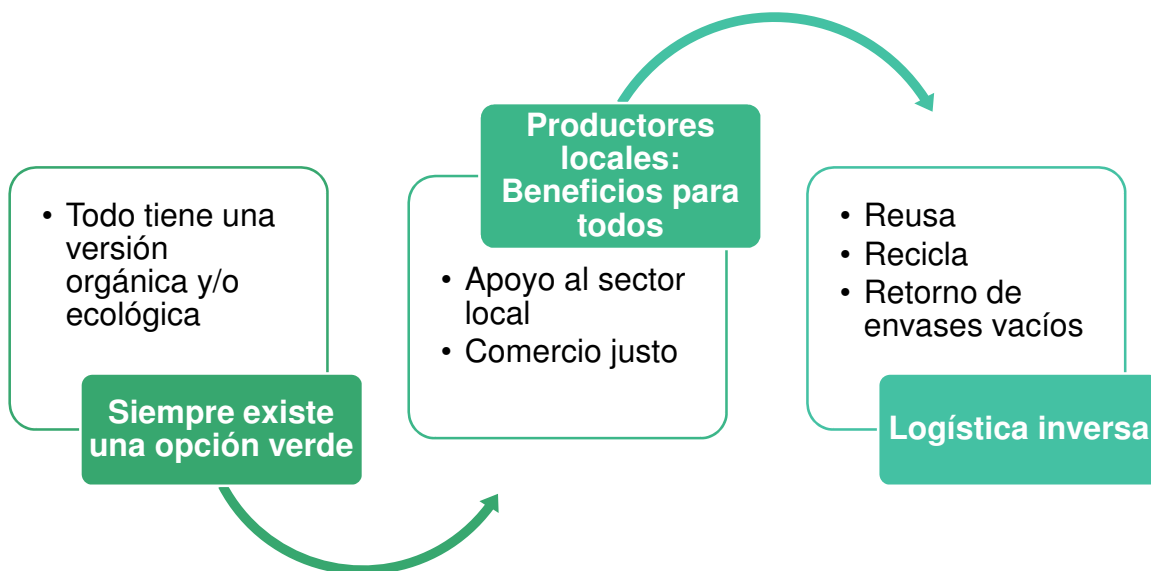 • Todo tiene una
versión
orgánica y/o
ecológica
Siempre existe
una opción verde
Productores
locales:
Beneficios para
todos
• Apoyo al sector
local
• Comercio justo
• Reusa
• Recicla
• Retorno de
envases vacíos
Logística inversa